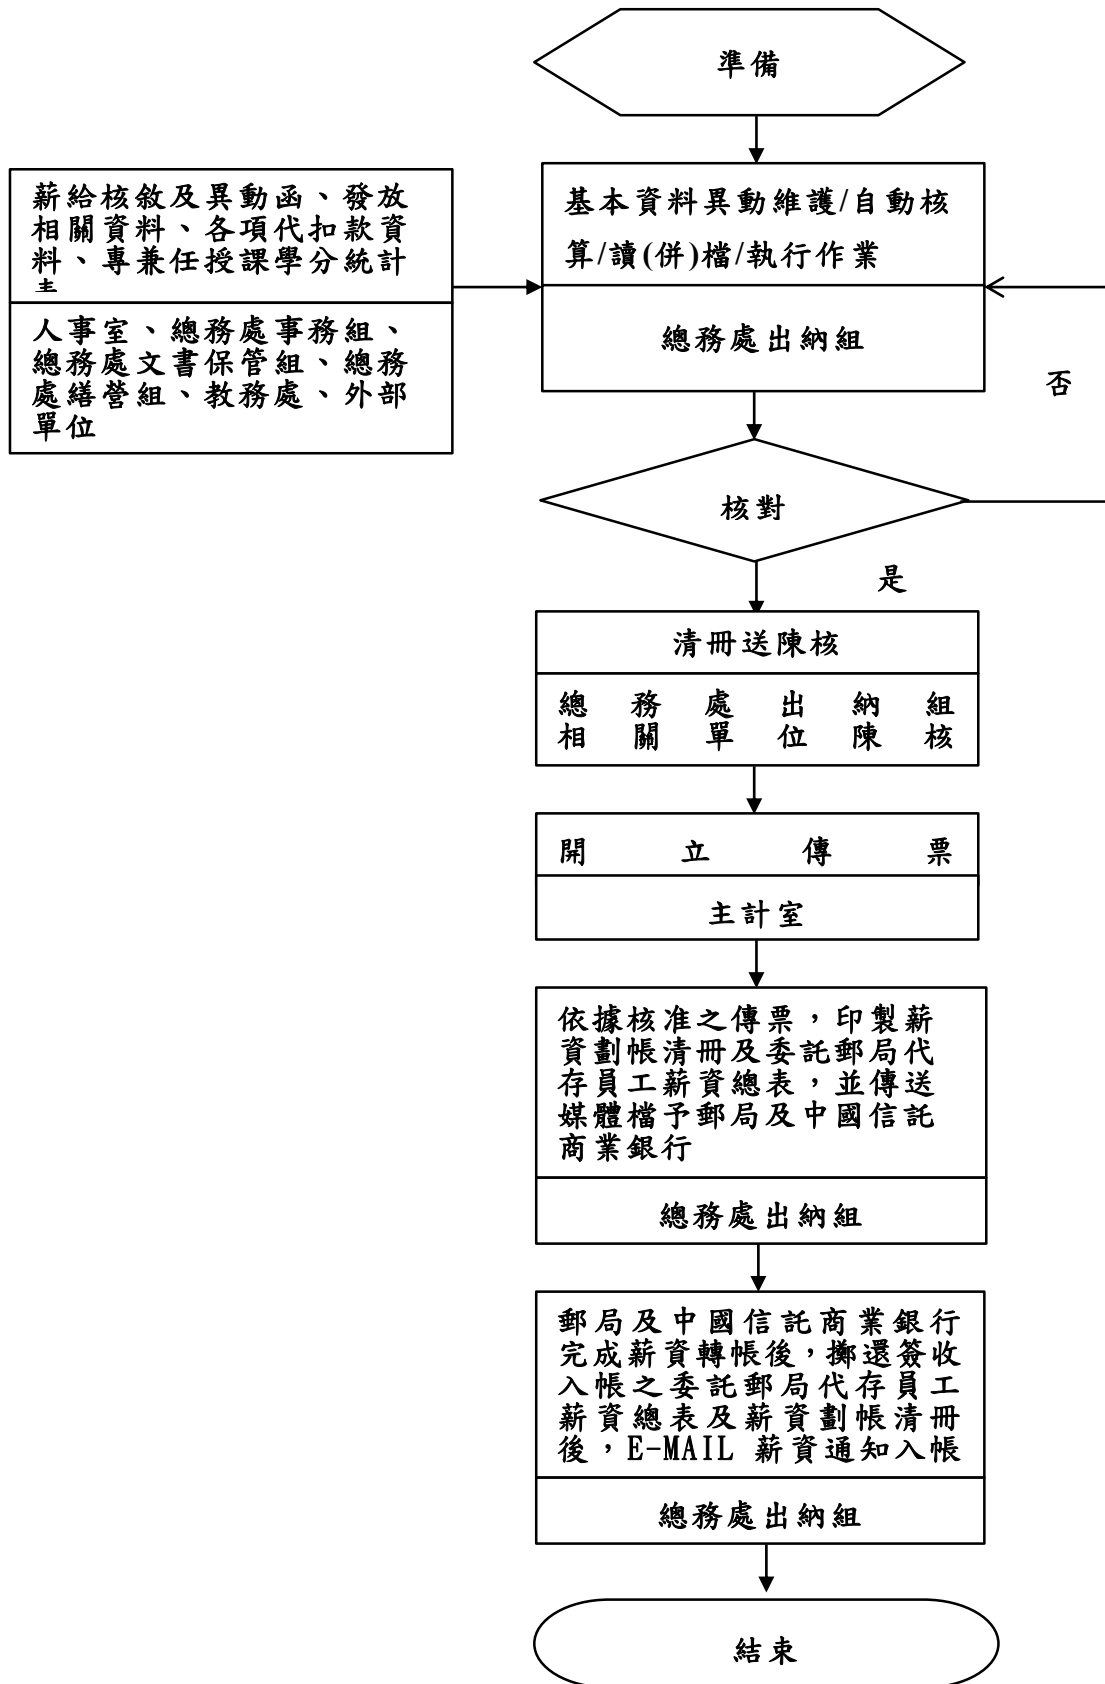 準備
薪給核敘及異動函、發放
相關資料、各項代扣款資
料、專兼任授課學分統計
基本資料異動維護/自動核
算/讀(併)檔/執行作業
人事室、總務處事務組、
總務處文書保管組、總務
處繕營組、教務處、外部
單位
總務處出納組
否
核對
是
清冊送陳核
總務處出納組
相關單位陳核
開立傳票
主計室
依據核准之傳票，印製薪
資劃帳清冊及委託郵局代
存員工薪資總表，並傳送
媒體檔予郵局及中國信託
商業銀行
總務處出納組
郵局及中國信託商業銀行
完成薪資轉帳後，擲還簽收
入帳之委託郵局代存員工
薪資總表及薪資劃帳清冊
後，E-MAIL 薪資通知入帳
總務處出納組
結束